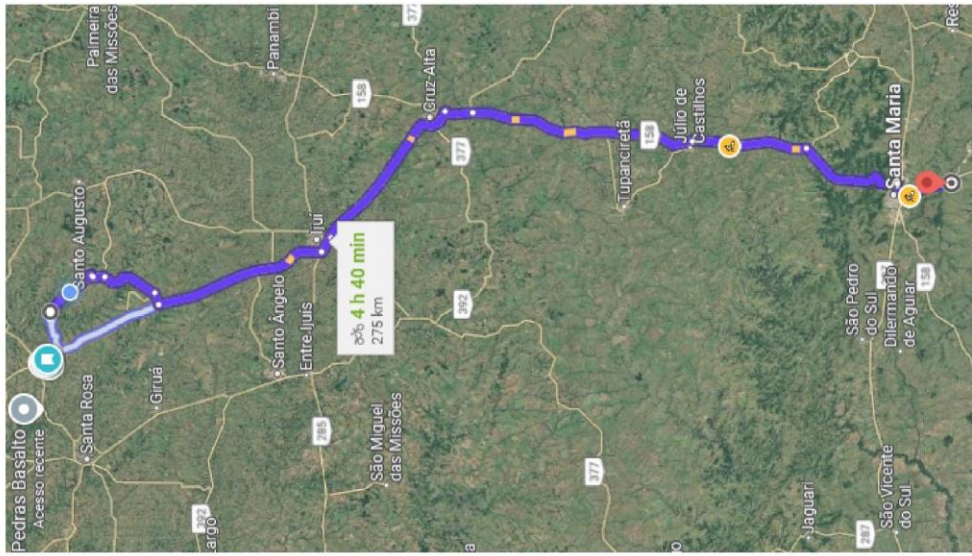 Pedras Basalto
Acesso recente
Santo Augusto
Santa Rosa
Palmeira
das Missões
Giruá
argo
Panambi
Santo Ângelo
Entre-Ijuís
Ijuí
285
158
4 h 40 min
275 km
São Miguel
das Missões
377
Cruz Alta
377
392
377
Tupanciretã
158
Júlio de
Castilhos
Jaguari
São Pedro
do Sul
287
Dilermando
de Aguiar
Santa Maria
São Vicente
do Sul
158
Res